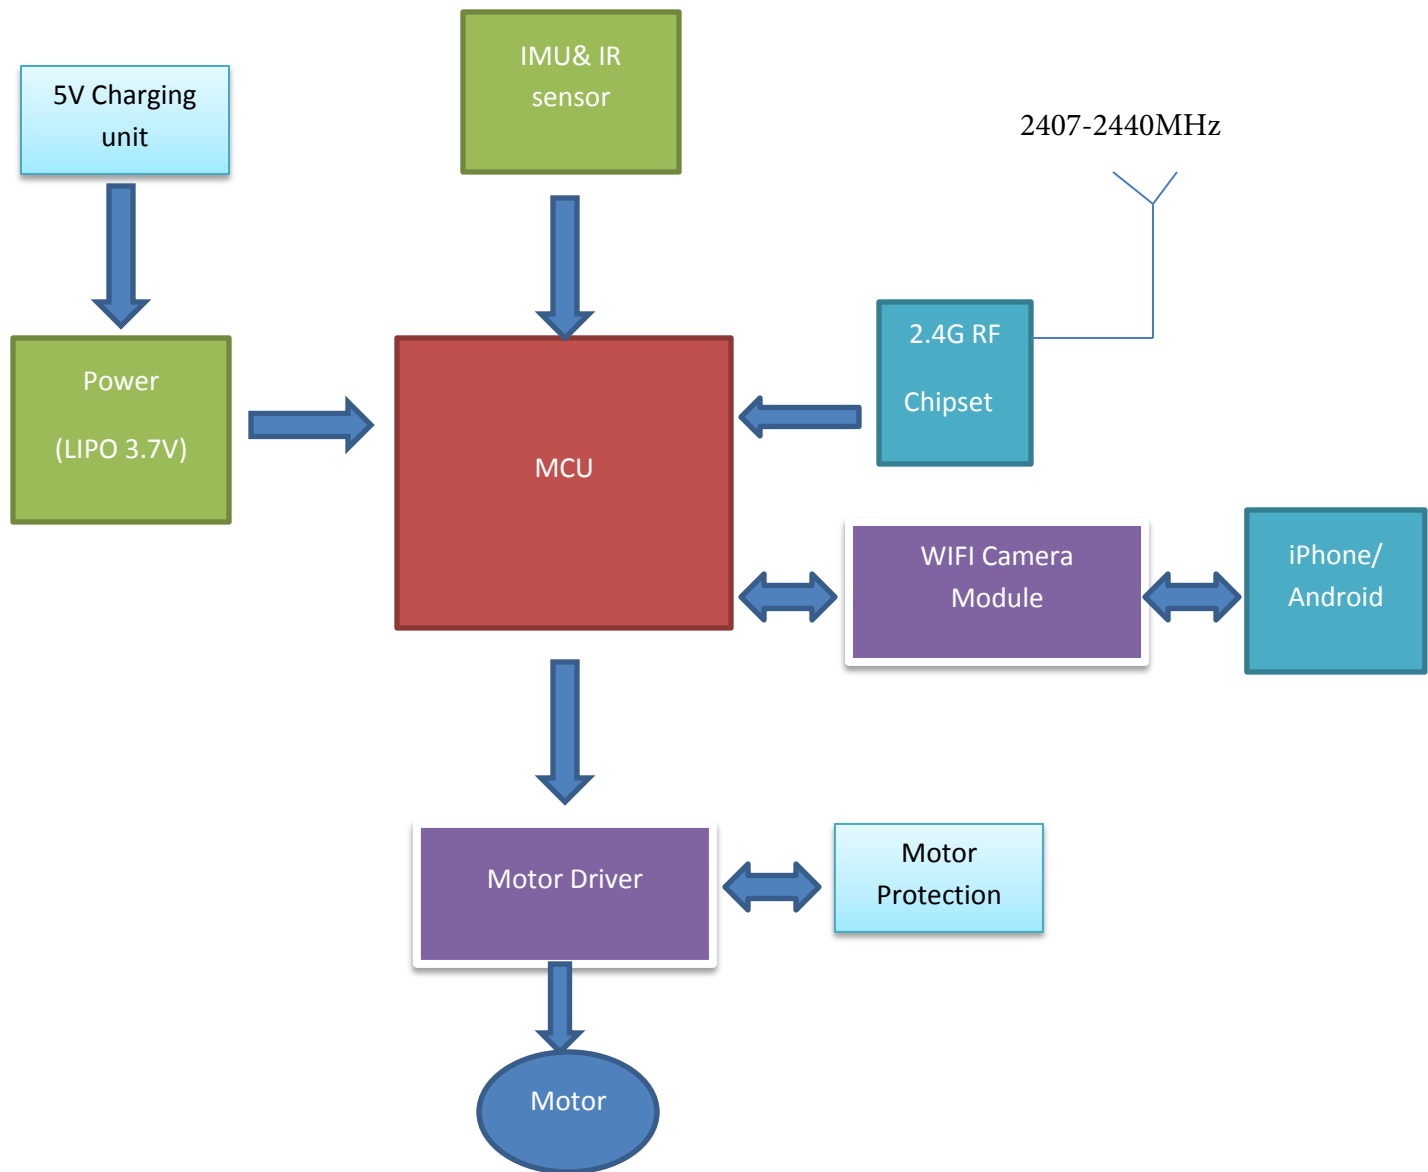 IMU& IR
sensor
5V Charging
unit
2407-2440MHz
2.4G RF
Chipset
Power
(LIPO 3.7V)
MCU
WIFI Camera
Module
iPhone/
Android
Motor Driver
Motor
Protection
Motor